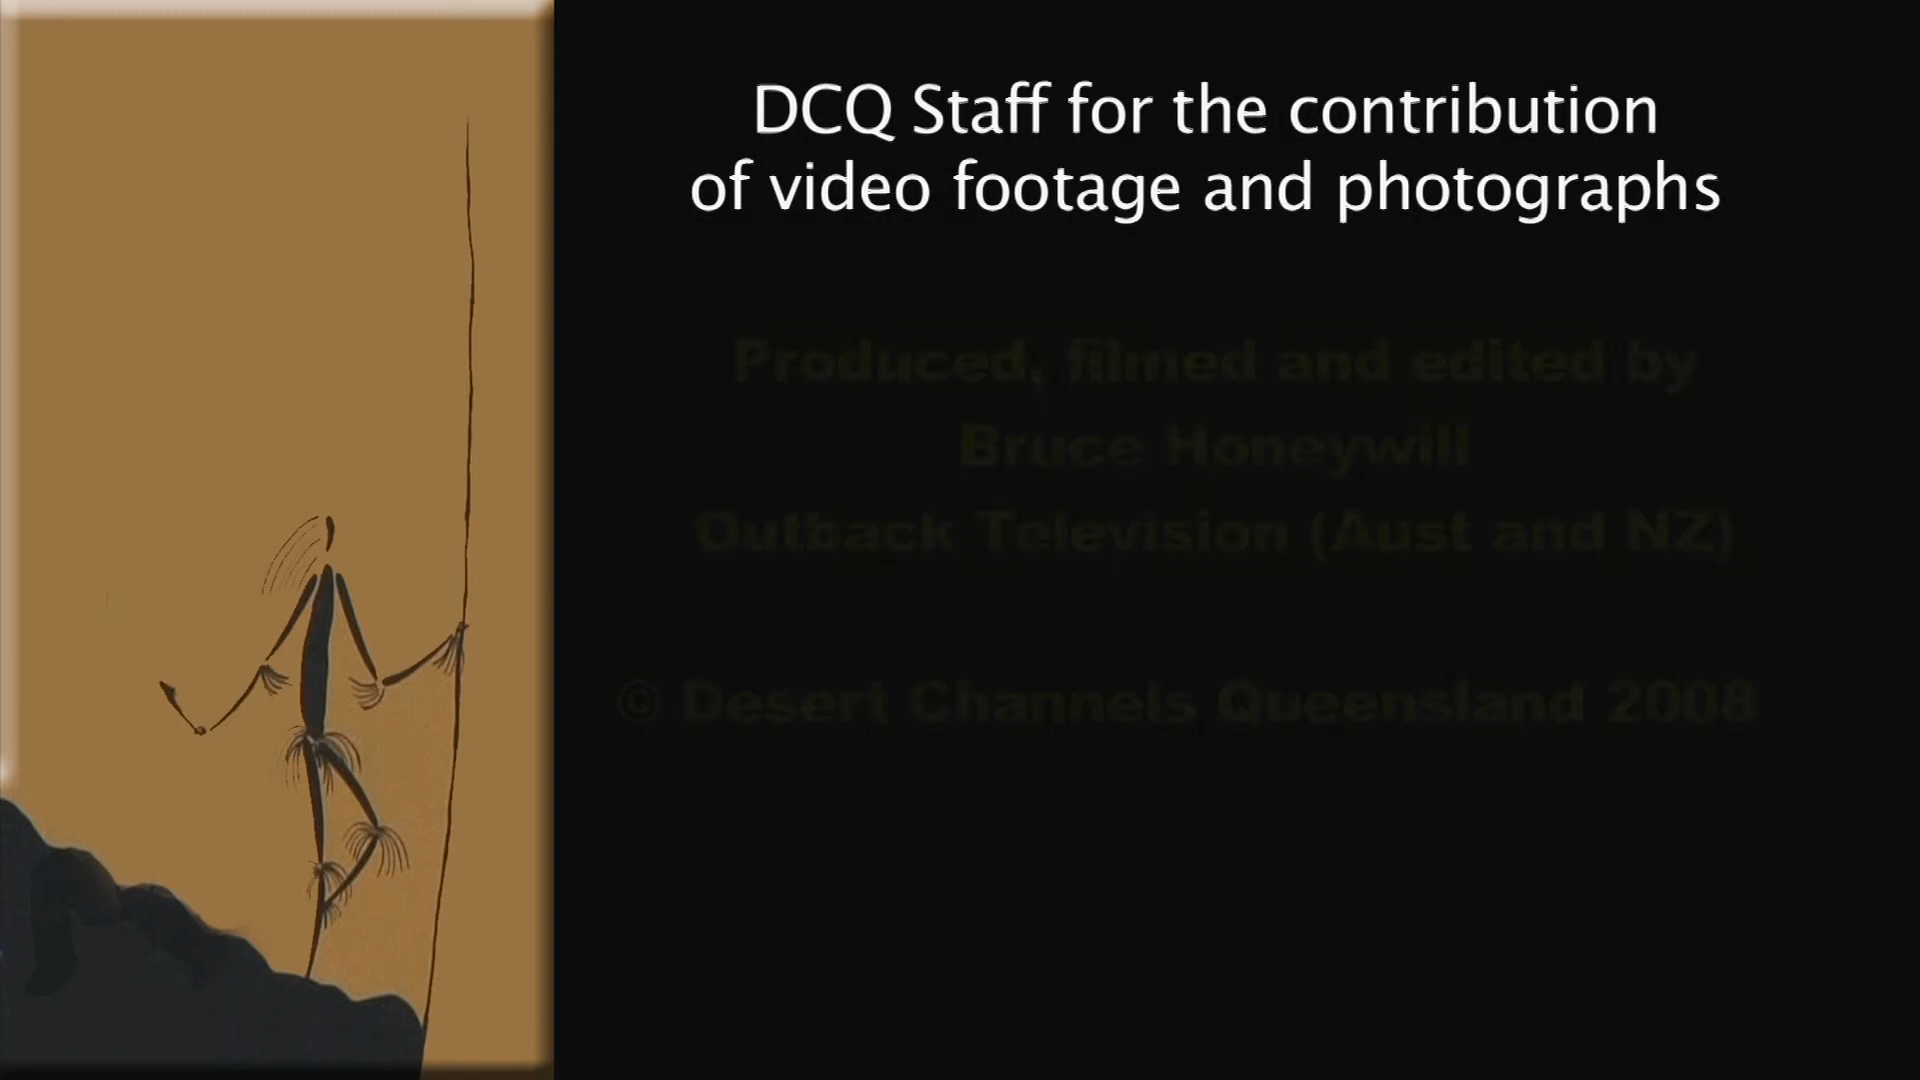 DCQ Staff for the contribution
of video footage and photographs
Produced, filmed and edited by
Bruce Honeywill
Outback Television (Aust and NZ)
© Desert Channels Queensland 2008